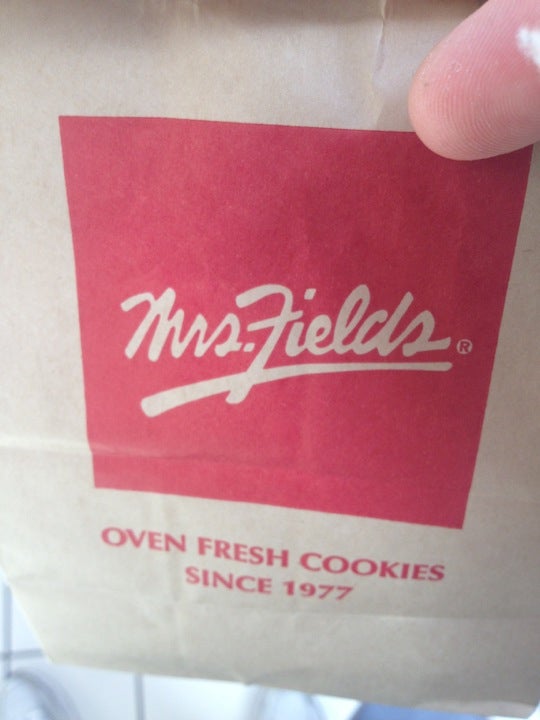 Mrs. Fields®
OVEN FRESH COOKIES
SINCE 1977